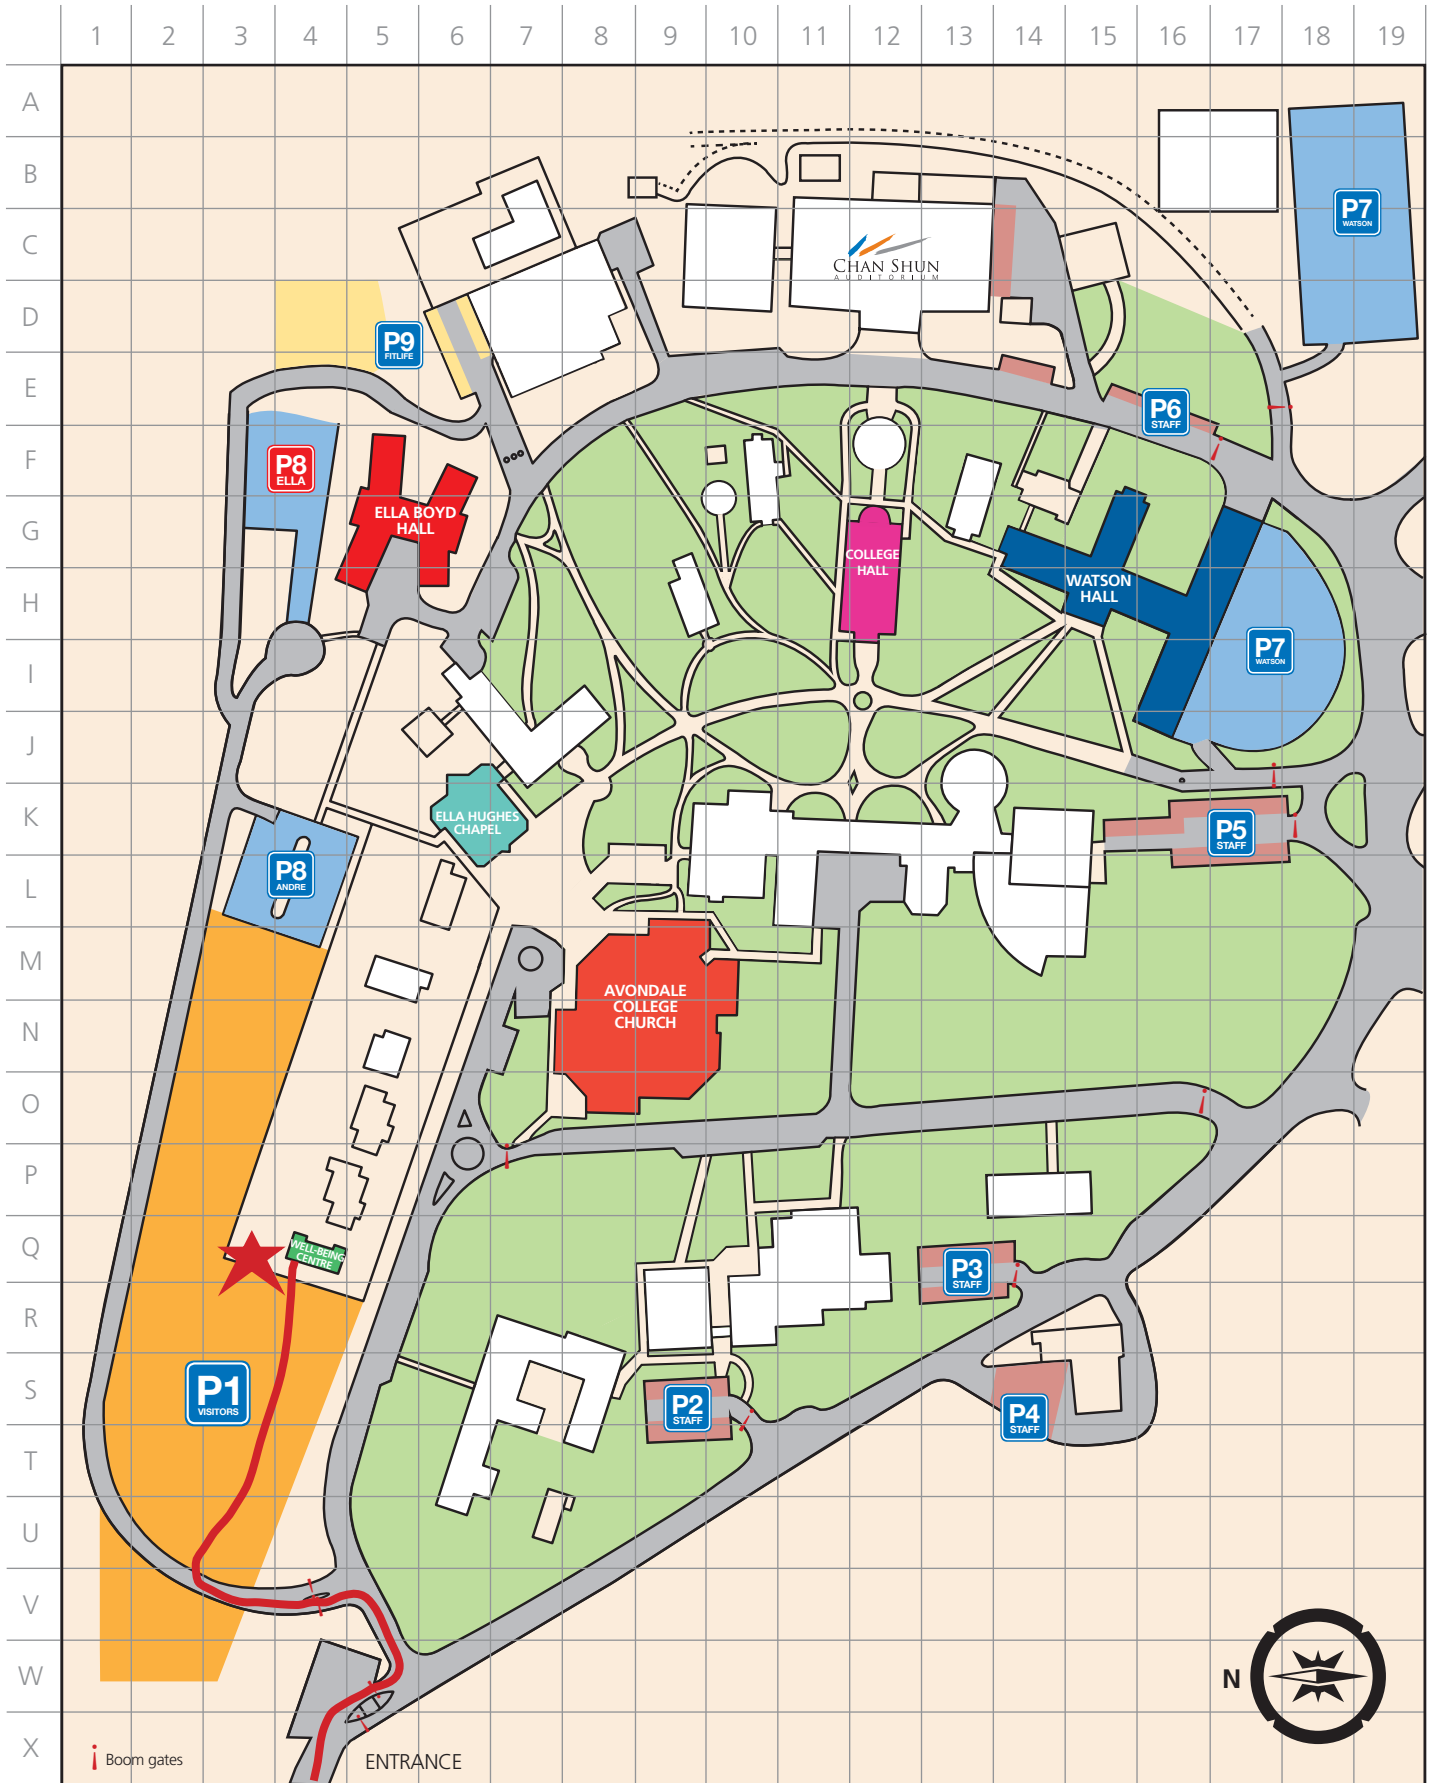 1 2 3 4 5 6 7 8 9 10 11 12 13 14 15 16 17 18 19
A
B
C
D
E
F
G
H
I
J
K
L
M
N
O
P
Q
R
S
T
U
V
W
X
P7
WATSON
CHAN SHUN
AUDITORIUM
P9
FITLIFE
P6
STAFF
P8
ELLA
ELLA BOYD
HALL
COLLEGE
HALL
WATSON
HALL
P7
WATSON
ELLA HUGHES
CHAPEL
P5
STAFF
P8
ANDRE
AVONDALE
COLLEGE
CHURCH
WELL-BEING
CENTRE
P3
STAFF
P1
VISITORS
P2
STAFF
P4
STAFF
N
Boom gates
ENTRANCE